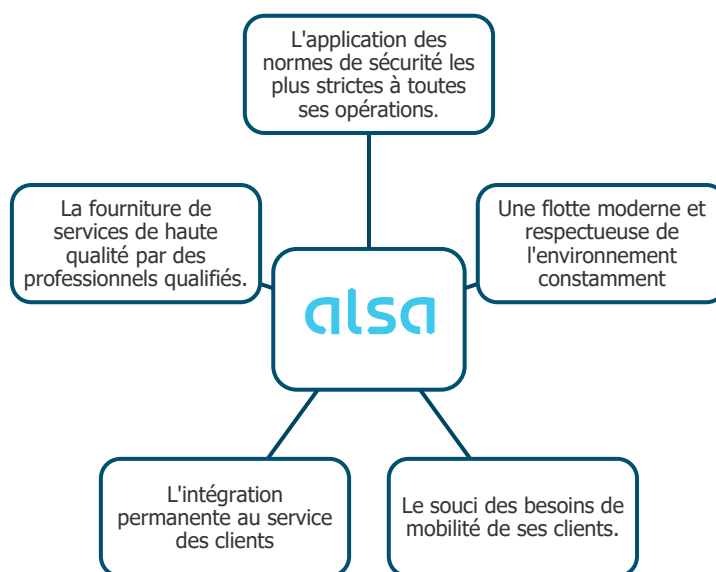 L'application des
normes de sécurité les
plus strictes à toutes
ses opérations.
La fourniture de
services de haute
qualité par des
professionnels qualifiés.
Une flotte moderne et
respectueuse de
l'environnement
constamment
alsa
L'intégration
permanente au service
des clients
Le souci des besoins de
mobilité de ses clients.